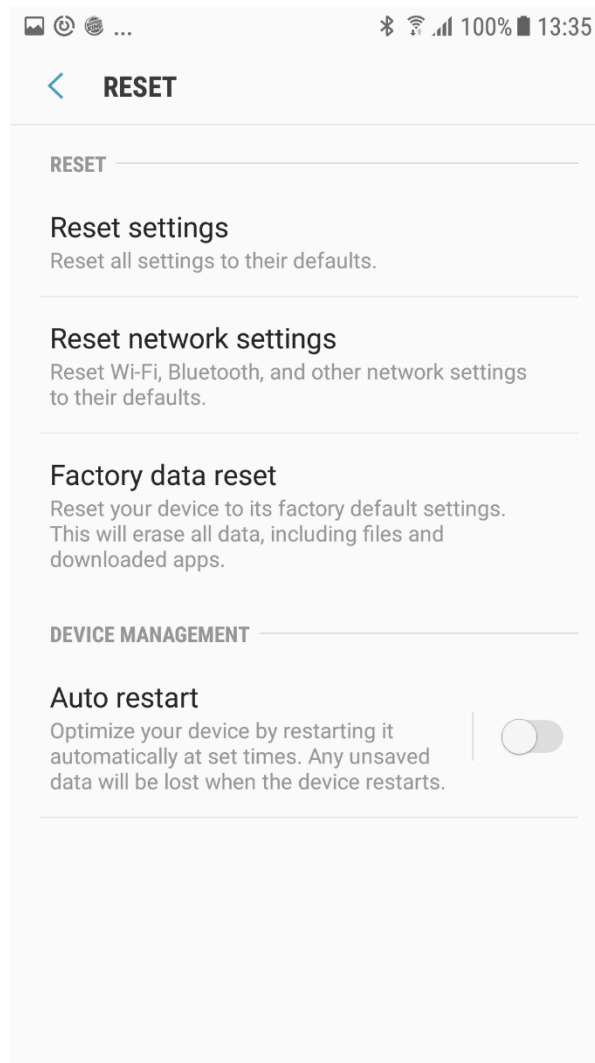 ... 100% 13:35
RESET
RESET
Reset settings
Reset all settings to their defaults.
Reset network settings
Reset Wi-Fi, Bluetooth, and other network settings
to their defaults.
Factory data reset
Reset your device to its factory default settings.
This will erase all data, including files and
downloaded apps.
DEVICE MANAGEMENT
Auto restart
Optimize your device by restarting it
automatically at set times. Any unsaved
data will be lost when the device restarts.